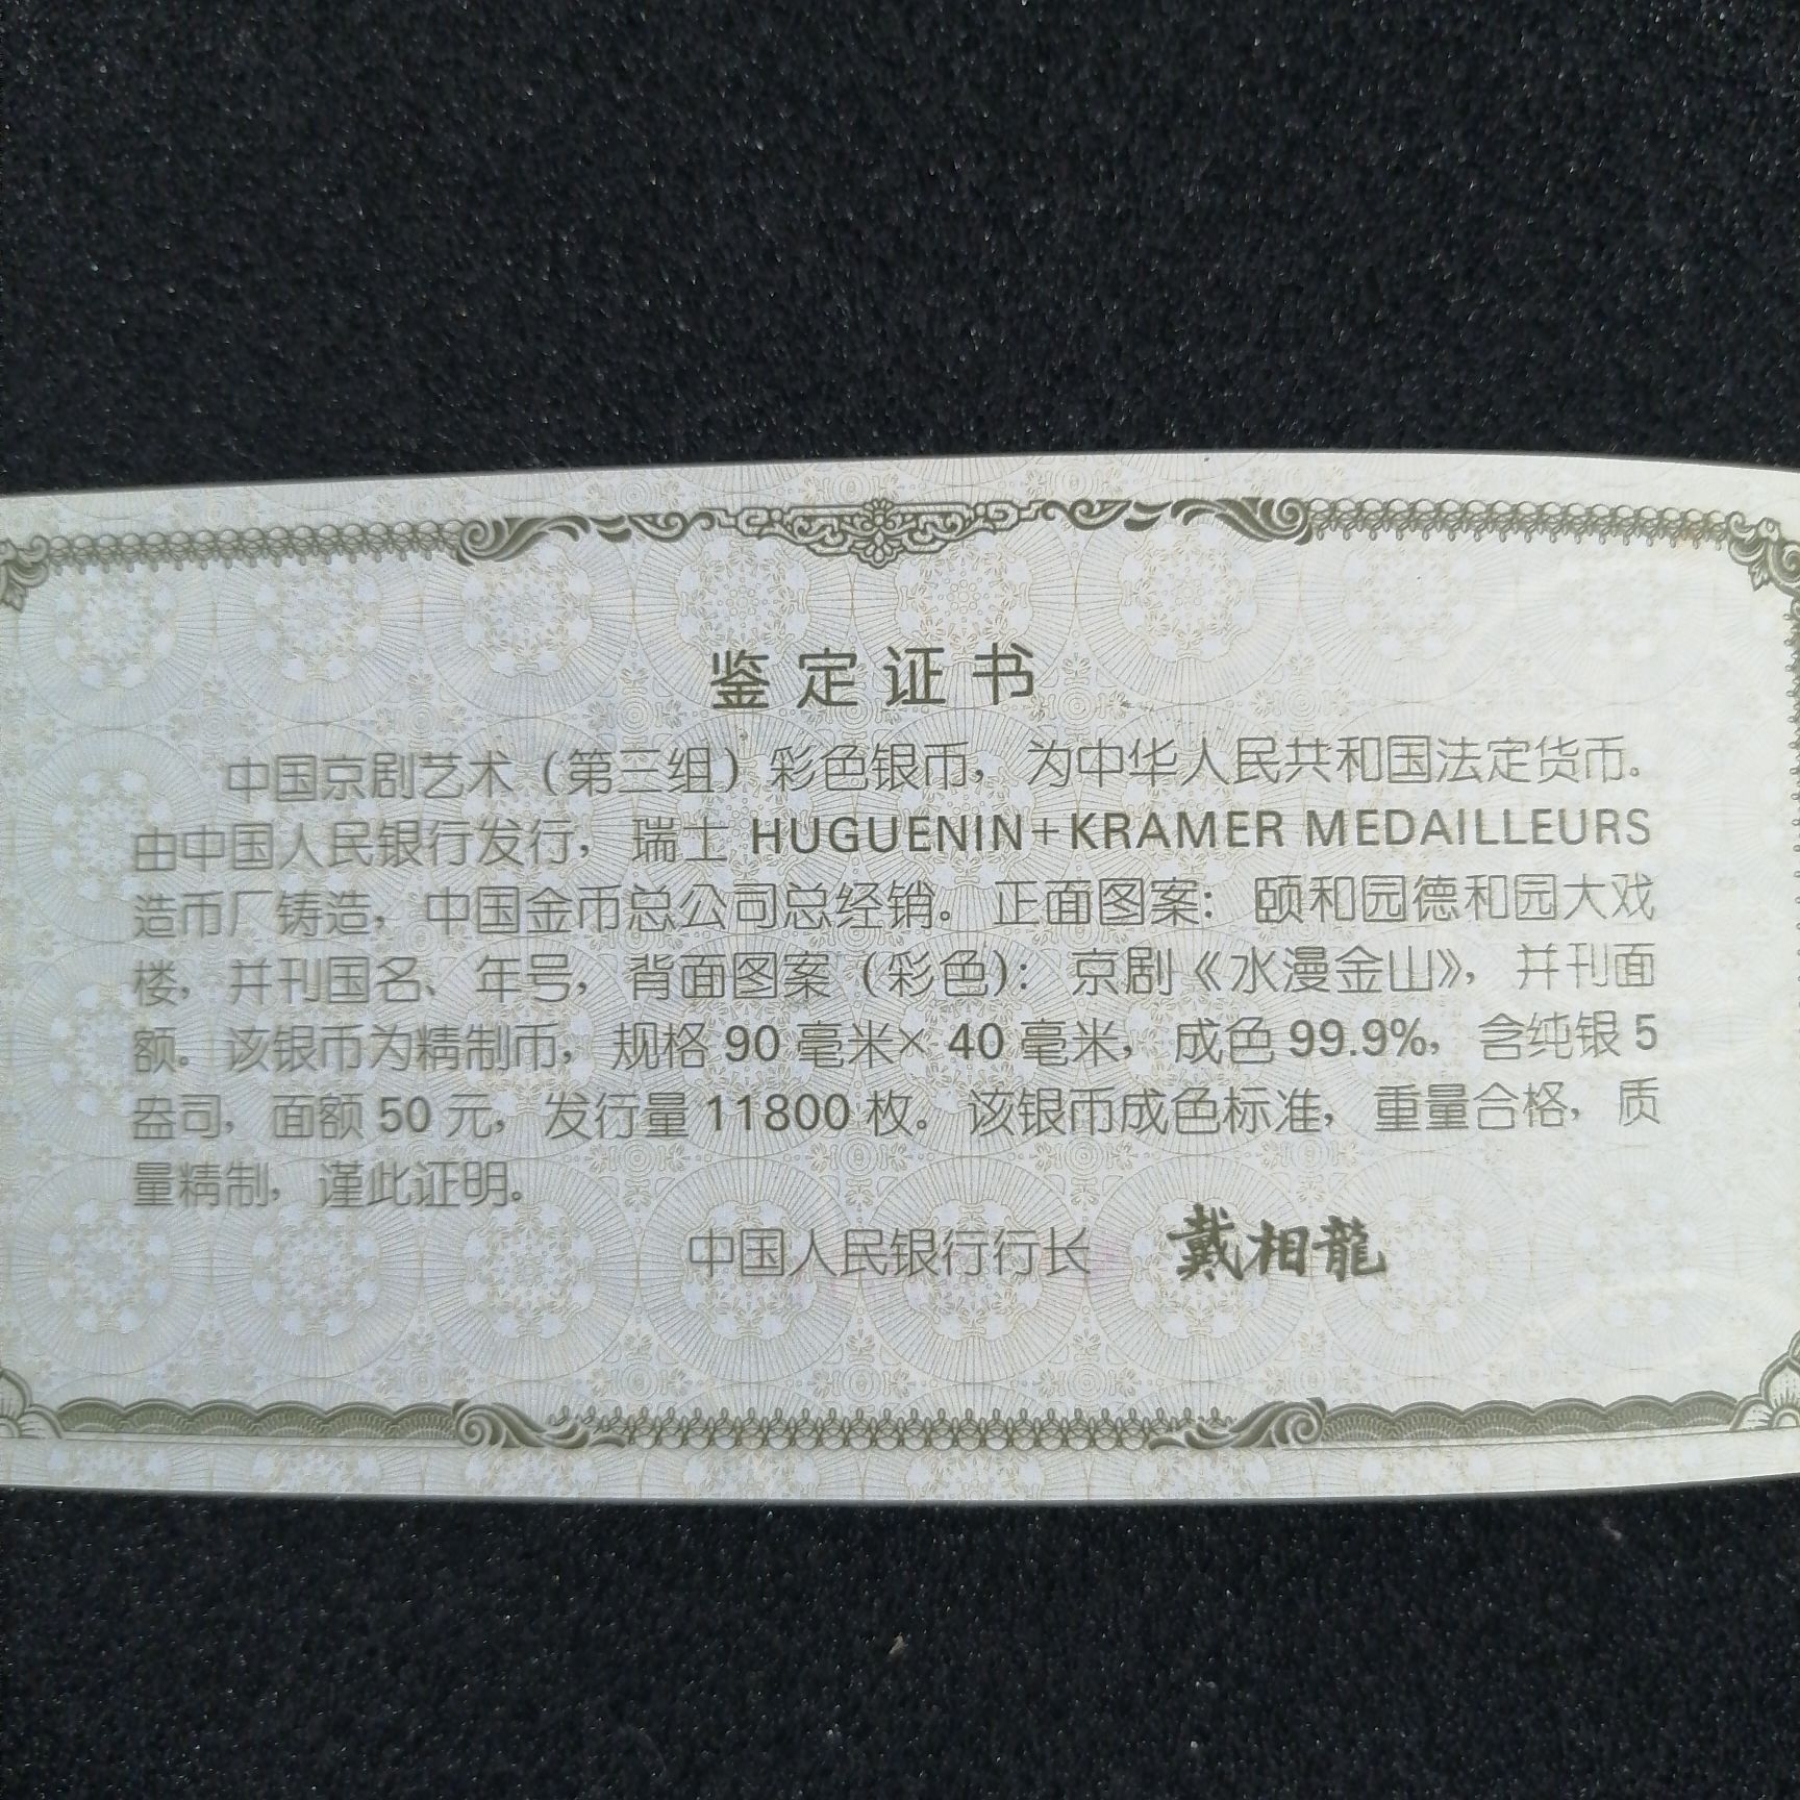 鉴定证书
中国京剧艺术（第三组）彩色银币，为中华人民共和国法定货币。
由中国人民银行发行，瑞士 HUGUENIN+KRAMER MEDAILLEURS
造币厂铸造，中国金币总公司总经销。正面图案：颐和园德和园大戏
楼，并刊国名、年号，背面图案（彩色）：京剧《水漫金山》，并刊面
额。该银币为精制币，规格 90 毫米× 40 毫米，成色 99.9%，含纯银 5
盎司，面额 50 元，发行量 11800 枚。该银币成色标准，重量合格，质
量精制，谨此证明。
中国人民银行行长 戴相龍